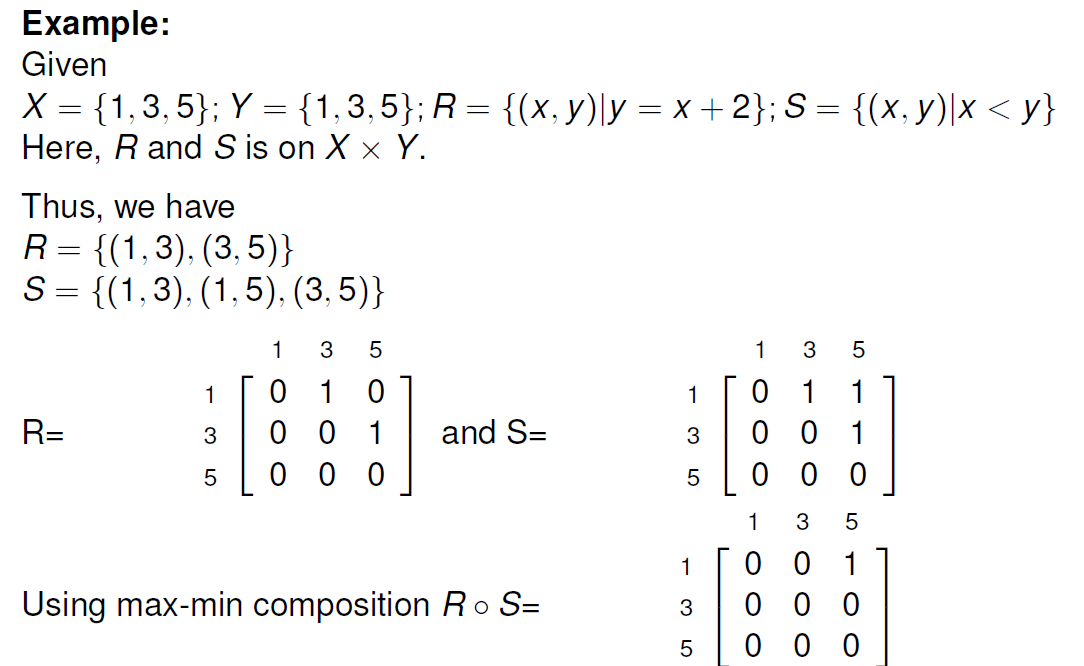 Example:
Given
X = {1, 3, 5}; Y = {1, 3, 5}; R = {(x, y)|y = x + 2}; S = {(x, y)|x < y}
Here, R and S is on X × Y.
Thus, we have
R = {(1, 3), (3, 5)}
S = {(1, 3), (1, 5), (3, 5)}
1 3 5 1 3 5
1 [ 0 1 0 ] 1 [ 0 1 1 ]
R= 3 [ 0 0 1 ] and S= 3 [ 0 0 1 ]
5 [ 0 0 0 ] 5 [ 0 0 0 ]
1 3 5
1 [ 0 0 1 ]
Using max-min composition R ∘ S= 3 [ 0 0 0 ]
5 [ 0 0 0 ]